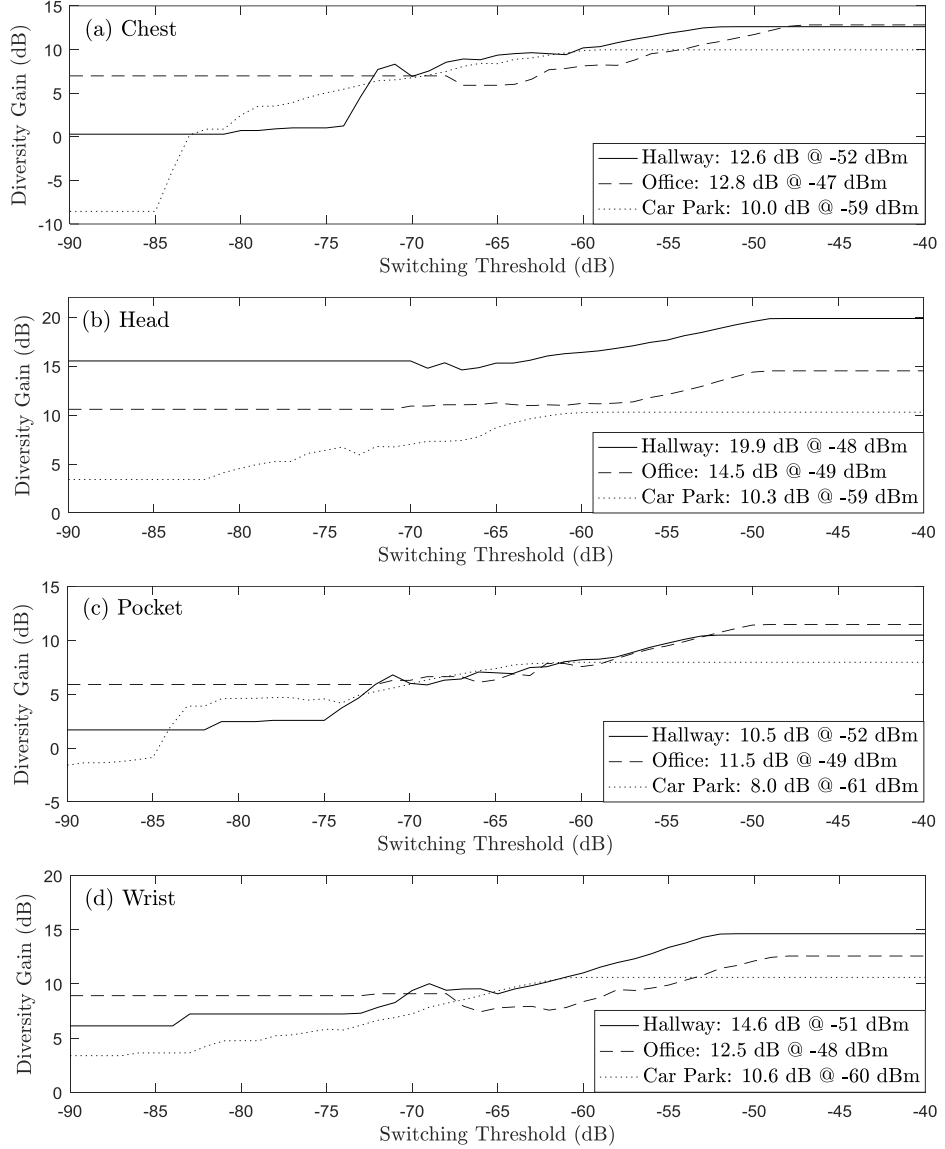 15
10
5
0
-5
-10
Diversity Gain (dB)
(a) Chest
Hallway: 12.6 dB @ -52 dBm
Office: 12.8 dB @ -47 dBm
Car Park: 10.0 dB @ -59 dBm
-90 -85 -80 -75 -70 -65 -60 -55 -50 -45 -40
Switching Threshold (dB)
20
15
10
5
0
Diversity Gain (dB)
(b) Head
Hallway: 19.9 dB @ -48 dBm
Office: 14.5 dB @ -49 dBm
Car Park: 10.3 dB @ -59 dBm
-90 -85 -80 -75 -70 -65 -60 -55 -50 -45 -40
Switching Threshold (dB)
15
10
5
0
-5
Diversity Gain (dB)
(c) Pocket
Hallway: 10.5 dB @ -52 dBm
Office: 11.5 dB @ -49 dBm
Car Park: 8.0 dB @ -61 dBm
-90 -85 -80 -75 -70 -65 -60 -55 -50 -45 -40
Switching Threshold (dB)
20
15
10
5
0
Diversity Gain (dB)
(d) Wrist
Hallway: 14.6 dB @ -51 dBm
Office: 12.5 dB @ -48 dBm
Car Park: 10.6 dB @ -60 dBm
-90 -85 -80 -75 -70 -65 -60 -55 -50 -45 -40
Switching Threshold (dB)